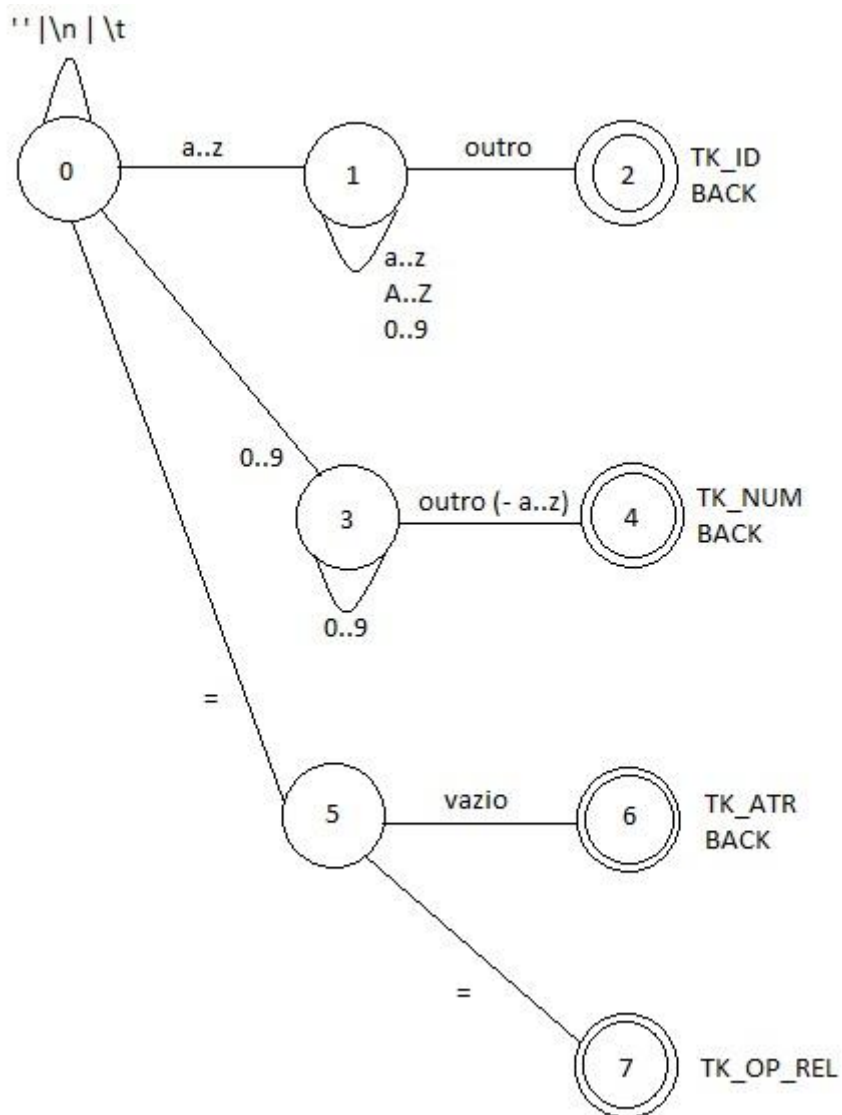 ' ' |\n | \t
0
a..z
1
outro
2
TK_ID
BACK
a..z
A..Z
0..9
0..9
3
outro (- a..z)
4
TK_NUM
BACK
0..9
=
5
vazio
6
TK_ATR
BACK
=
7
TK_OP_REL